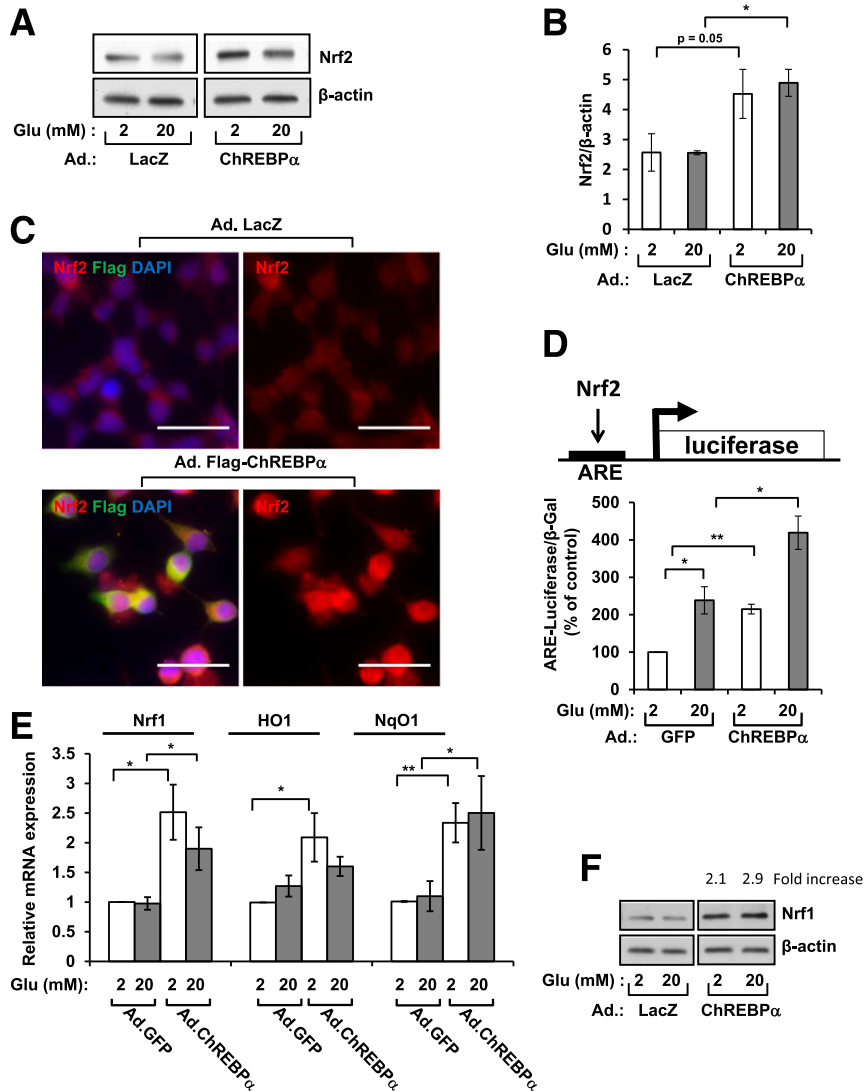 A
Nrf2
β-actin
Glu (mM) : 2 20 2 20
Ad.: LacZ ChREBPα
B
p = 0.05
*
Nrf2/β-actin
6
5
4
3
2
1
0
Glu (mM) : 2 20 2 20
Ad.: LacZ ChREBPα
C
Ad. LacZ
Nrf2 Flag DAPI
Nrf2
Ad. Flag-ChREBPα
Nrf2 Flag DAPI
Nrf2
D
Nrf2
luciferase
ARE
ARE-Luciferase/β-Gal
(% of control)
500
400
300
200
100
0
*
**
*
Glu (mM): 2 20 2 20
Ad.: GFP ChREBPα
E
Nrf1 HO1 NqO1
Relative mRNA expression
3.5
3
2.5
2
1.5
1
0.5
0
* * * ** *
Glu (mM): 2 20 2 20 2 20 2 20 2 20 2 20
Ad.GFP Ad.ChREBPα Ad.GFP Ad.ChREBPα Ad.GFP Ad.ChREBPα
F
2.1 2.9 Fold increase
Nrf1
β-actin
Glu (mM) : 2 20 2 20
Ad.: LacZ ChREBPα